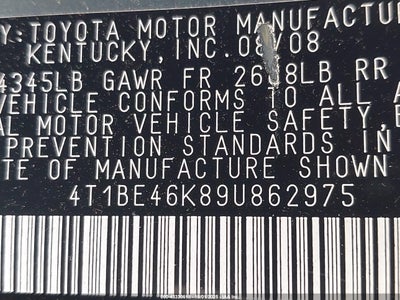 Y:TOYOTA MOTOR MANUFACTU
KENTUCKY,INC.08/08
4345LB GAWR FR 2618LB RR
VEHICLE CONFORMS TO ALL A
AL MOTOR VEHICLE SAFETY,B
PREVENTION STANDARDS IN
TE OF MANUFACTURE SHOWN
4T1BE46K89U862975